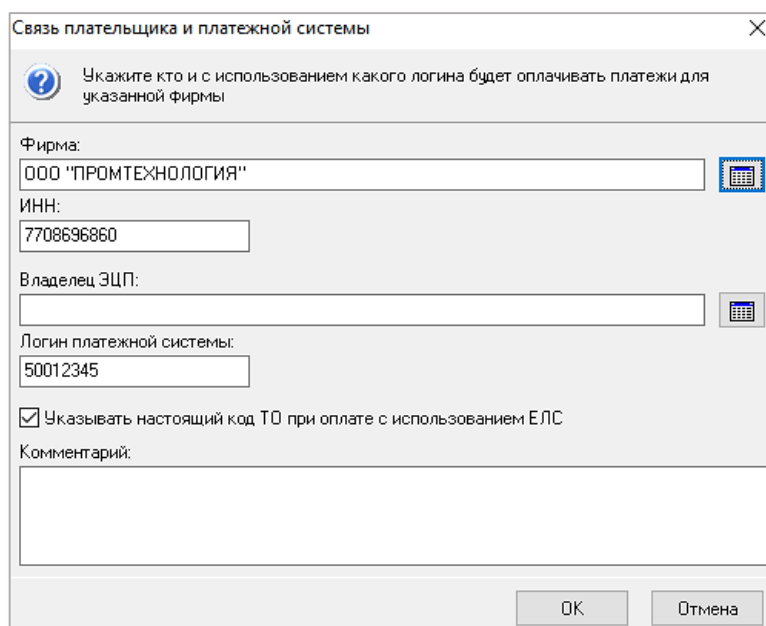 Связь плательщика и платежной системы
Укажите кто и с использованием какого логина будет оплачивать платежи для
указанной фирмы
Фирма:
ООО "ПРОМТЕХНОЛОГИЯ"
ИНН:
7708696860
Владелец ЭЦП:
Логин платежной системы:
50012345
Указывать настоящий код ТО при оплате с использованием ЕЛС
Комментарий:
OK
Отмена